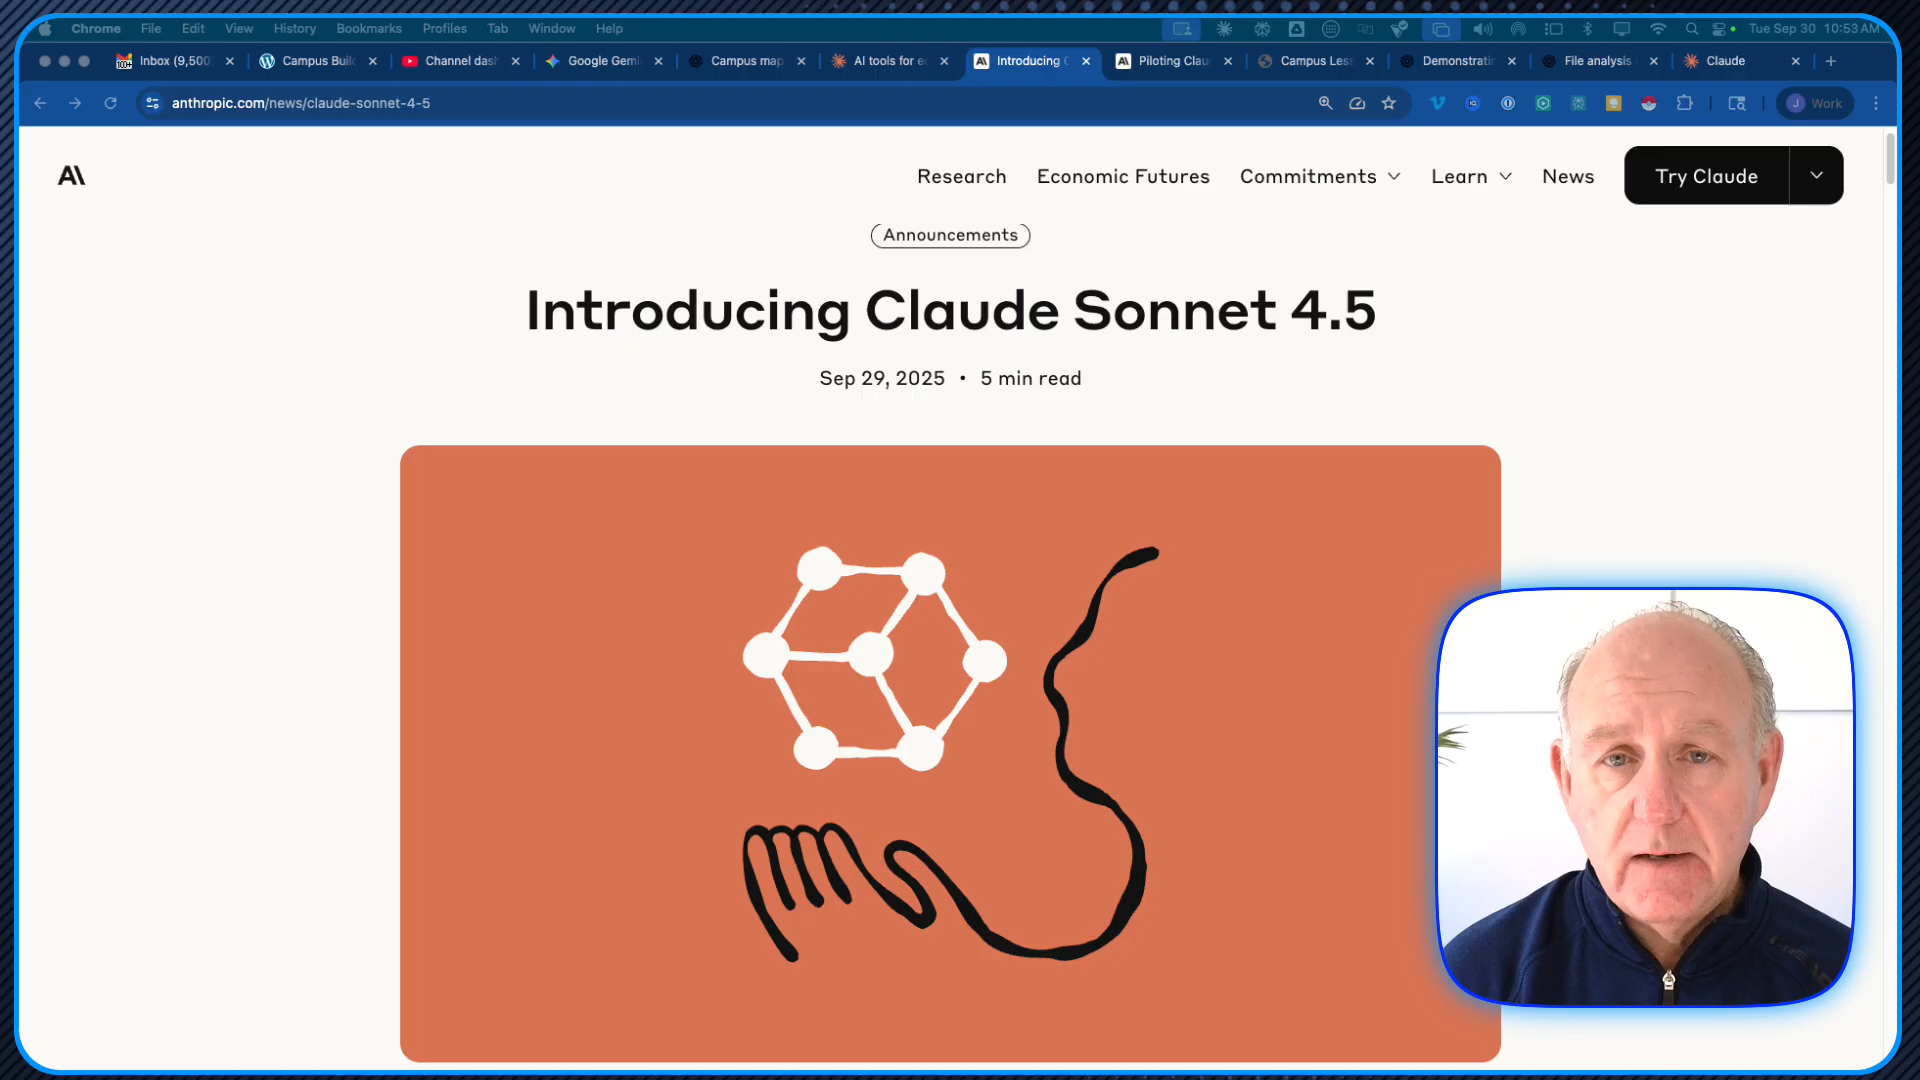 Chrome File Edit View History Bookmarks Profiles Tab Window Help Tue Sep 30 10:53 AM
Inbox (9,500) Campus Buil Channel das Google Gemi Campus map AI tools for e Introducing C Piloting Clau Campus Les Demonstrati File analysis Claude
anthropic.com/news/claude-sonnet-4-5 J Work
Research Economic Futures Commitments Learn News Try Claude
Announcements
Introducing Claude Sonnet 4.5
Sep 29, 2025 • 5 min read